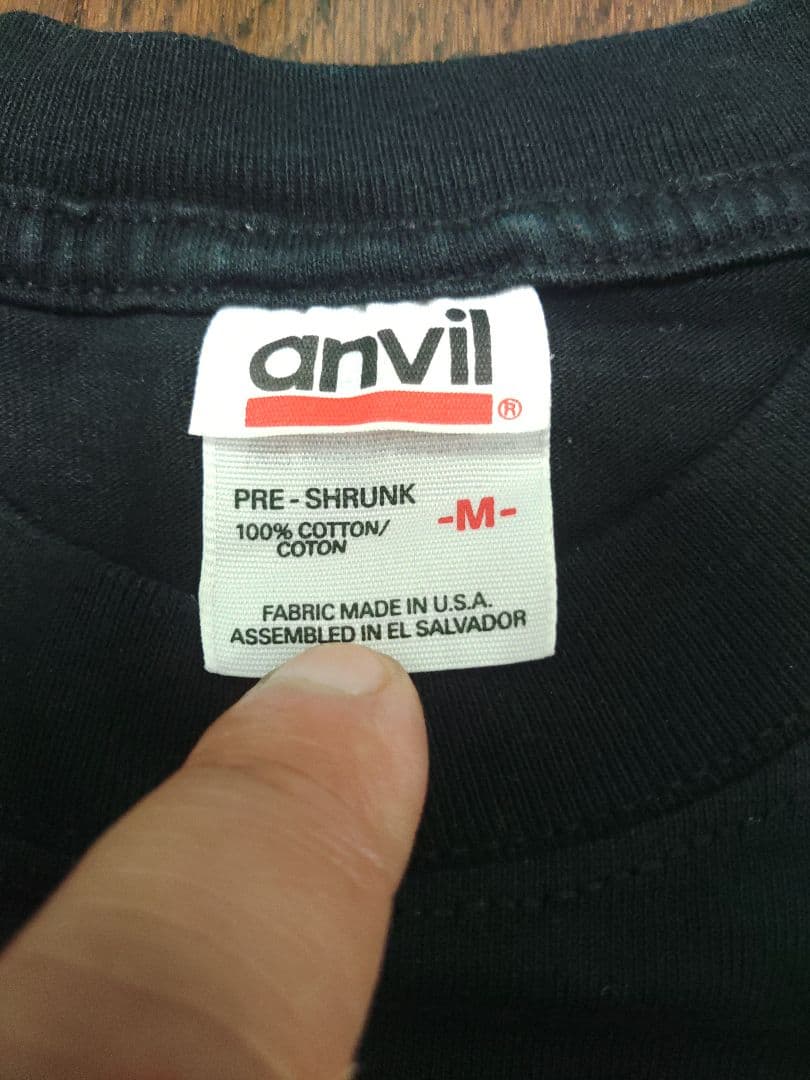 anvil
®
PRE-SHRUNK
-M-
100% COTTON/
COTON
FABRIC MADE IN U.S.A.
ASSEMBLED IN EL SALVADOR